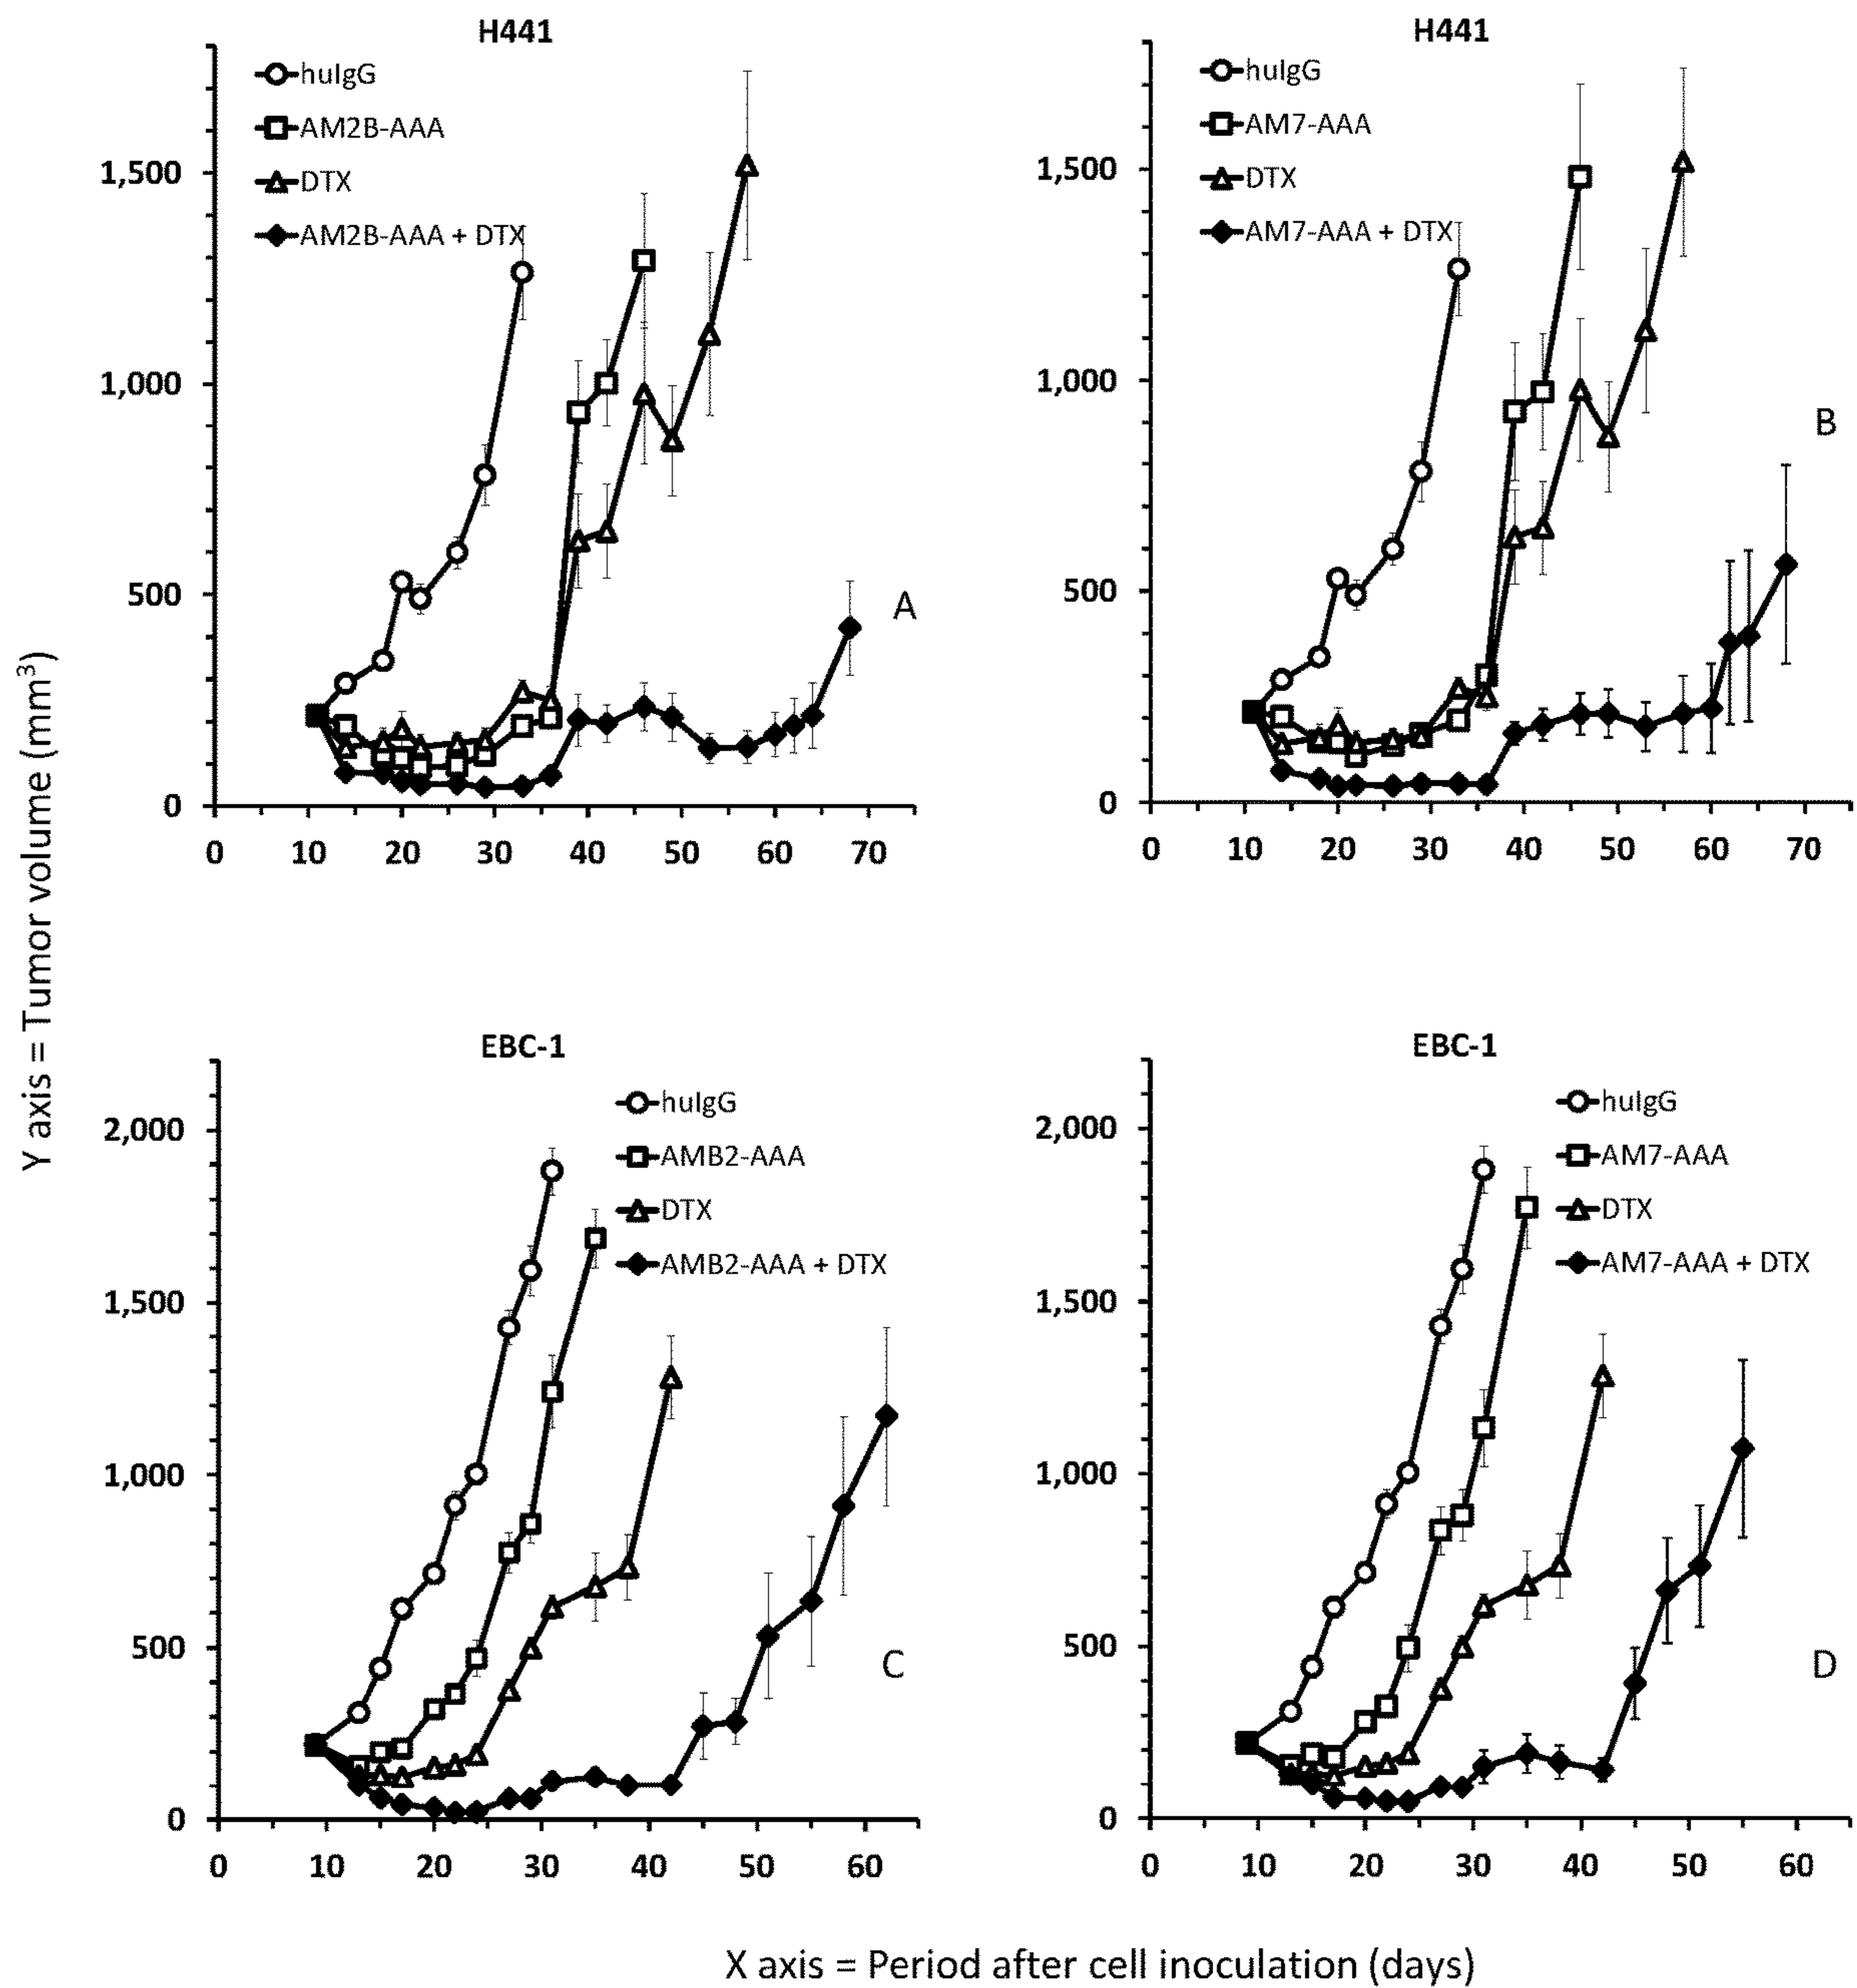 H441
huIgG
AM2B-AAA
DTX
AM2B-AAA + DTX
1,500
1,000
500
0
0 10 20 30 40 50 60 70
A
H441
huIgG
AM7-AAA
DTX
AM7-AAA + DTX
1,500
1,000
500
0
0 10 20 30 40 50 60 70
B
Y axis = Tumor volume (mm³)
EBC-1
huIgG
AMB2-AAA
DTX
AMB2-AAA + DTX
2,000
1,500
1,000
500
0
0 10 20 30 40 50 60
C
EBC-1
huIgG
AM7-AAA
DTX
AM7-AAA + DTX
2,000
1,500
1,000
500
0
0 10 20 30 40 50 60
D
X axis = Period after cell inoculation (days)